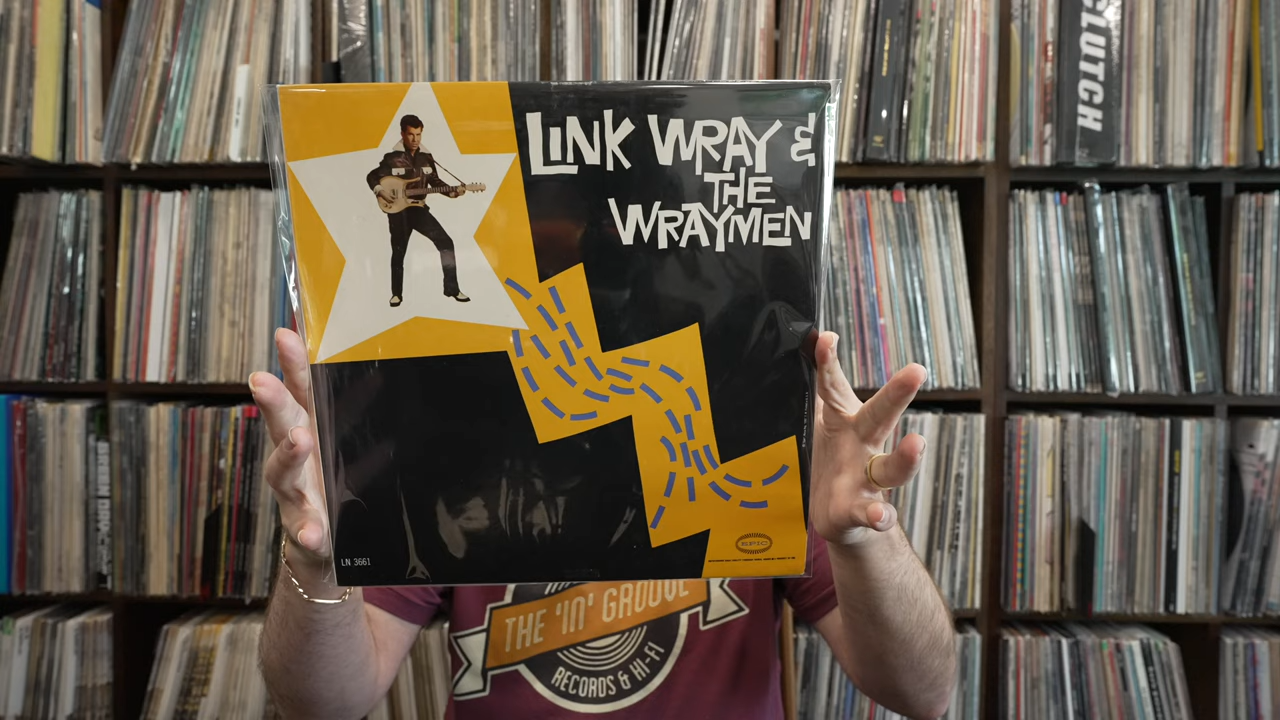 CLUTCH
LINK WRAY &
THE
WRAYMEN
LN 3661
EPIC
THE 'IN' GROOVE
RECORDS & HI-FI